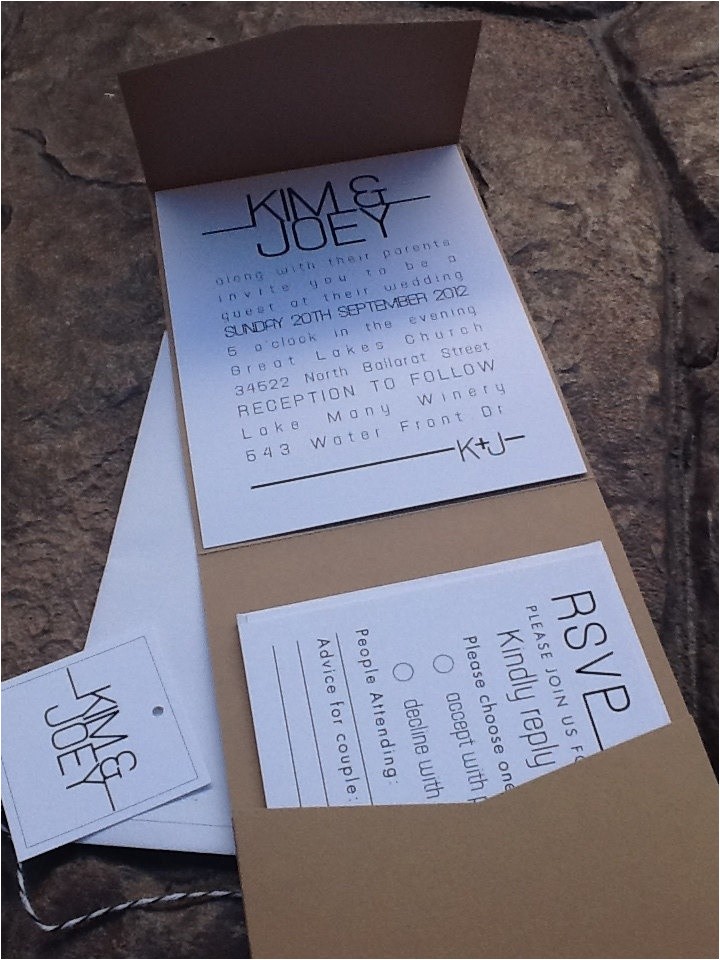 KIM &
JOEY
along with their parents
invite you to be a
guest at their wedding
SUNDAY 20TH SEPTEMBER 2012
5 o'clock in the evening
Great Lakes Church
34522 North Ballarat Street
RECEPTION TO FOLLOW
Lake Many Winery
543 Water Front Dr
K+J
RSVP
PLEASE JOIN US
Kindly reply
Please choose one
accept with
decline with
People Attending:
Advice for couple:
KIM &
JOEY